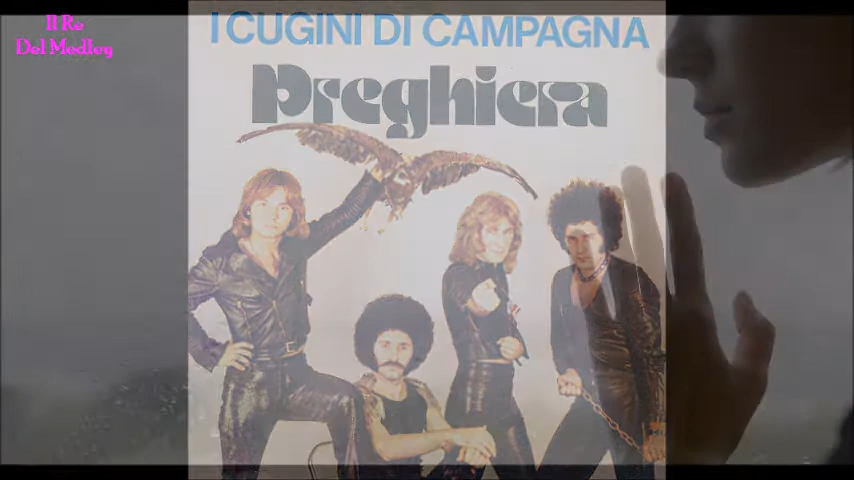 Il Re
Del Medley
I CUGINI DI CAMPAGNA
Preghiera